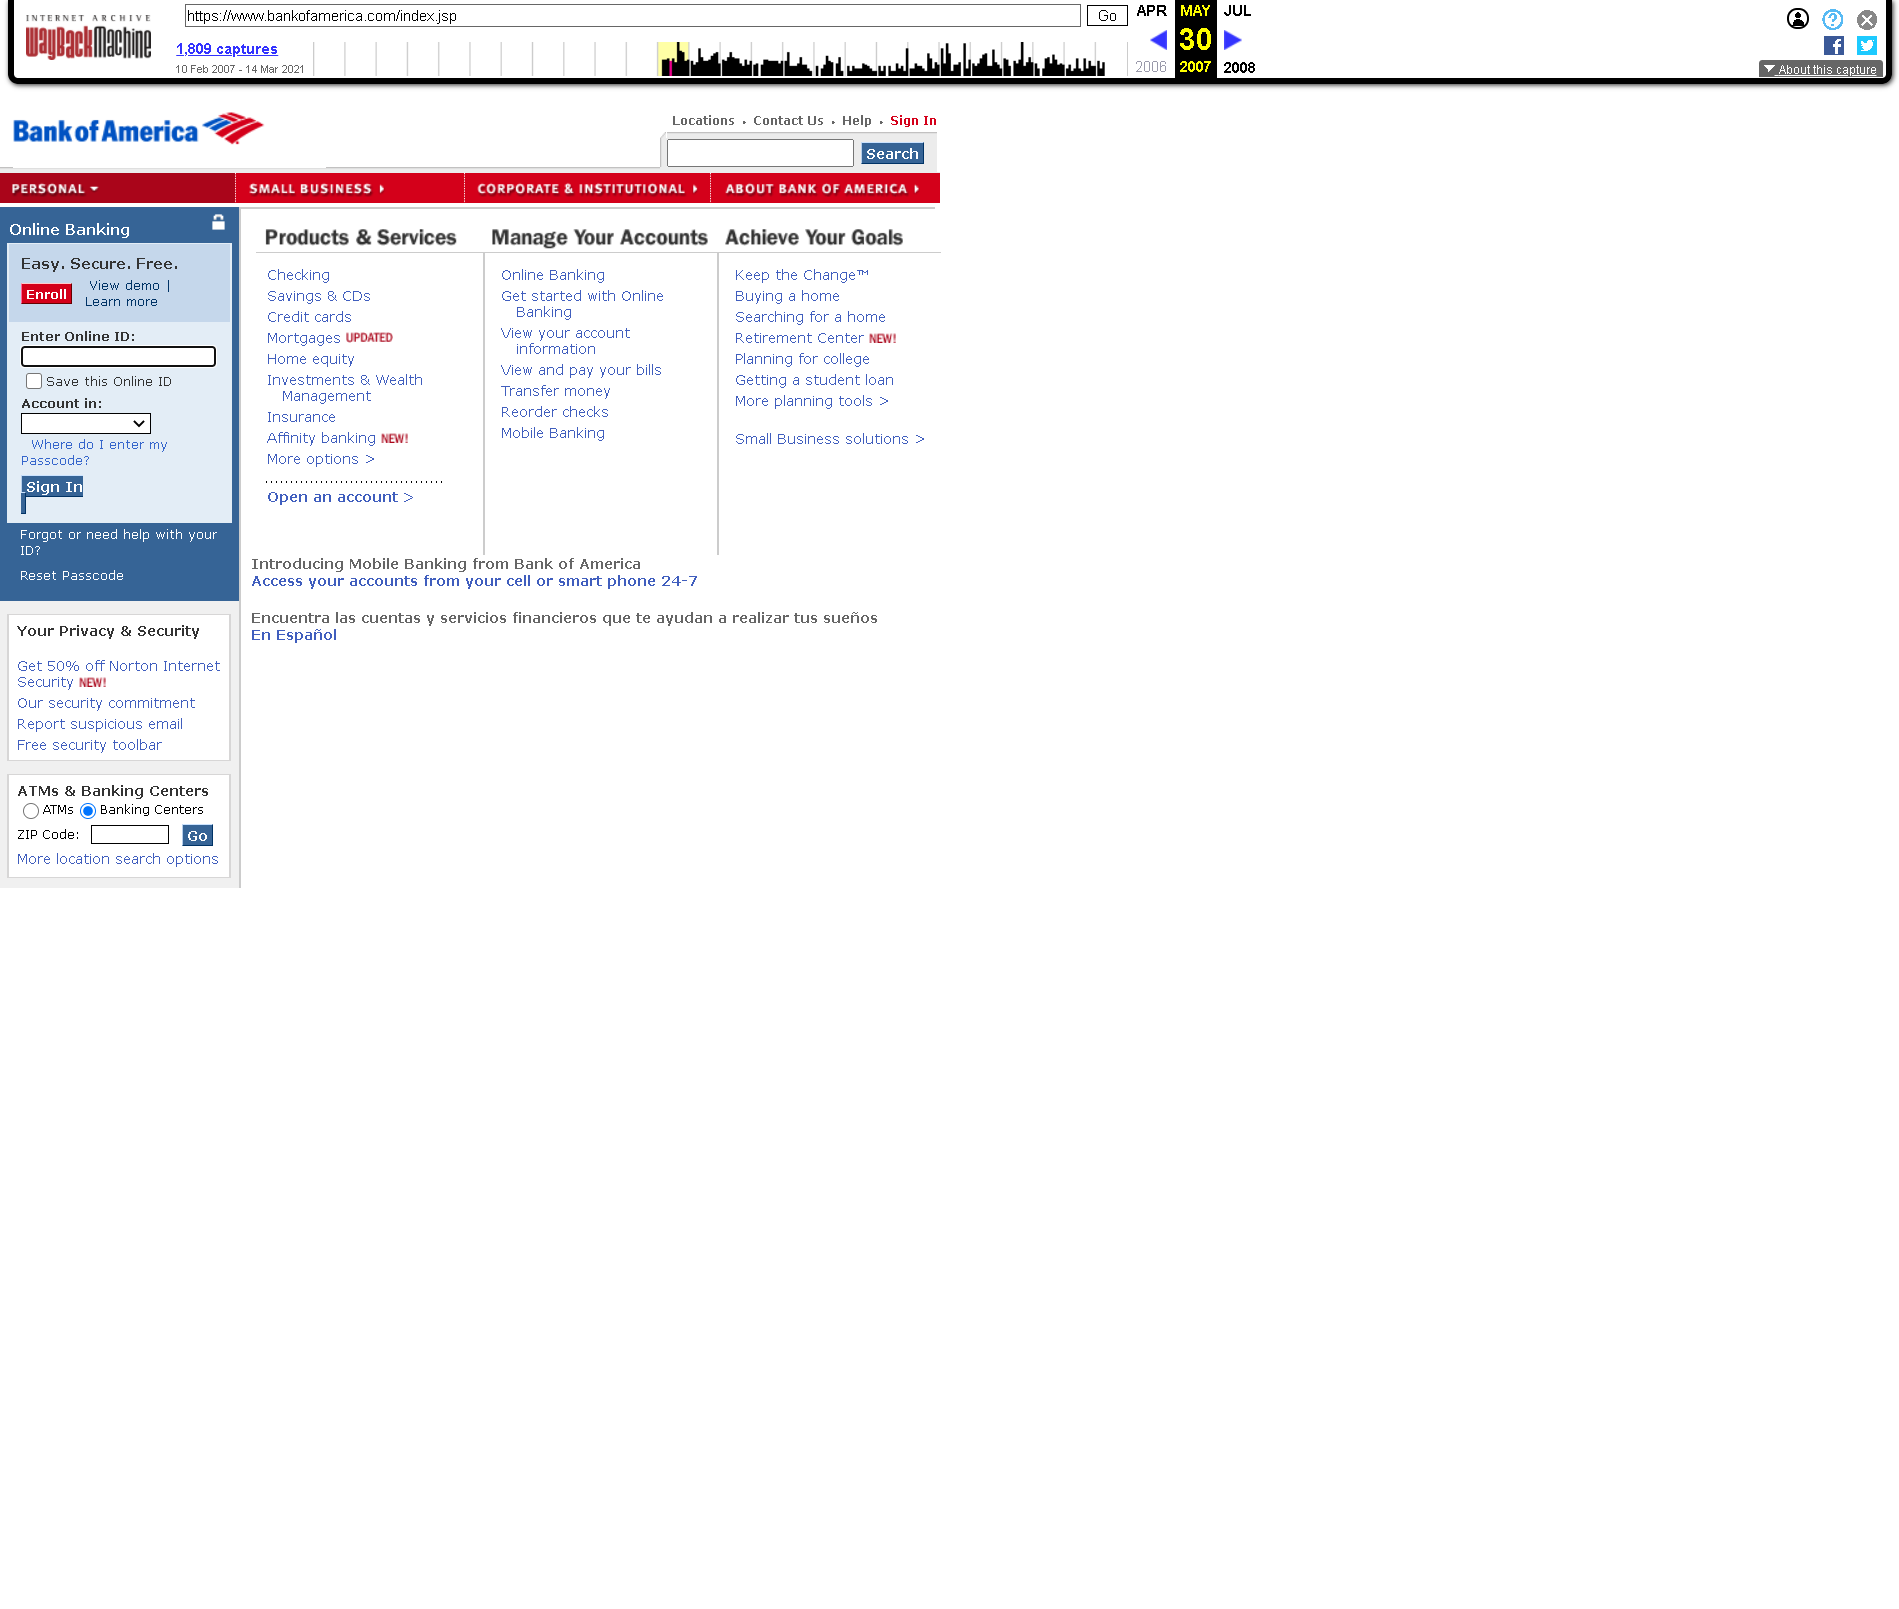 INTERNET ARCHIVE
WayBackMachine
https://www.bankofamerica.com/index.jsp
Go
1,809 captures
10 Feb 2007 - 14 Mar 2021
APR MAY JUL
30
2006 2007 2008
About this capture
Bank of America
Locations • Contact Us • Help • Sign In
Search
PERSONAL
SMALL BUSINESS
CORPORATE & INSTITUTIONAL
ABOUT BANK OF AMERICA
Online Banking
Easy. Secure. Free.
Enroll
View demo |
Learn more
Enter Online ID:
Save this Online ID
Account in:
Where do I enter my
Passcode?
Sign In
Forgot or need help with your
ID?
Reset Passcode
Your Privacy & Security
Get 50% off Norton Internet
Security NEW!
Our security commitment
Report suspicious email
Free security toolbar
ATMs & Banking Centers
ATMs Banking Centers
ZIP Code: Go
More location search options
Products & Services
Checking
Savings & CDs
Credit cards
Mortgages UPDATED
Home equity
Investments & Wealth
Management
Insurance
Affinity banking NEW!
More options >
Open an account >
Manage Your Accounts
Online Banking
Get started with Online
Banking
View your account
information
View and pay your bills
Transfer money
Reorder checks
Mobile Banking
Achieve Your Goals
Keep the Change™
Buying a home
Searching for a home
Retirement Center NEW!
Planning for college
Getting a student loan
More planning tools >
Small Business solutions >
Introducing Mobile Banking from Bank of America
Access your accounts from your cell or smart phone 24-7
Encuentra las cuentas y servicios financieros que te ayudan a realizar tus sueños
En Español